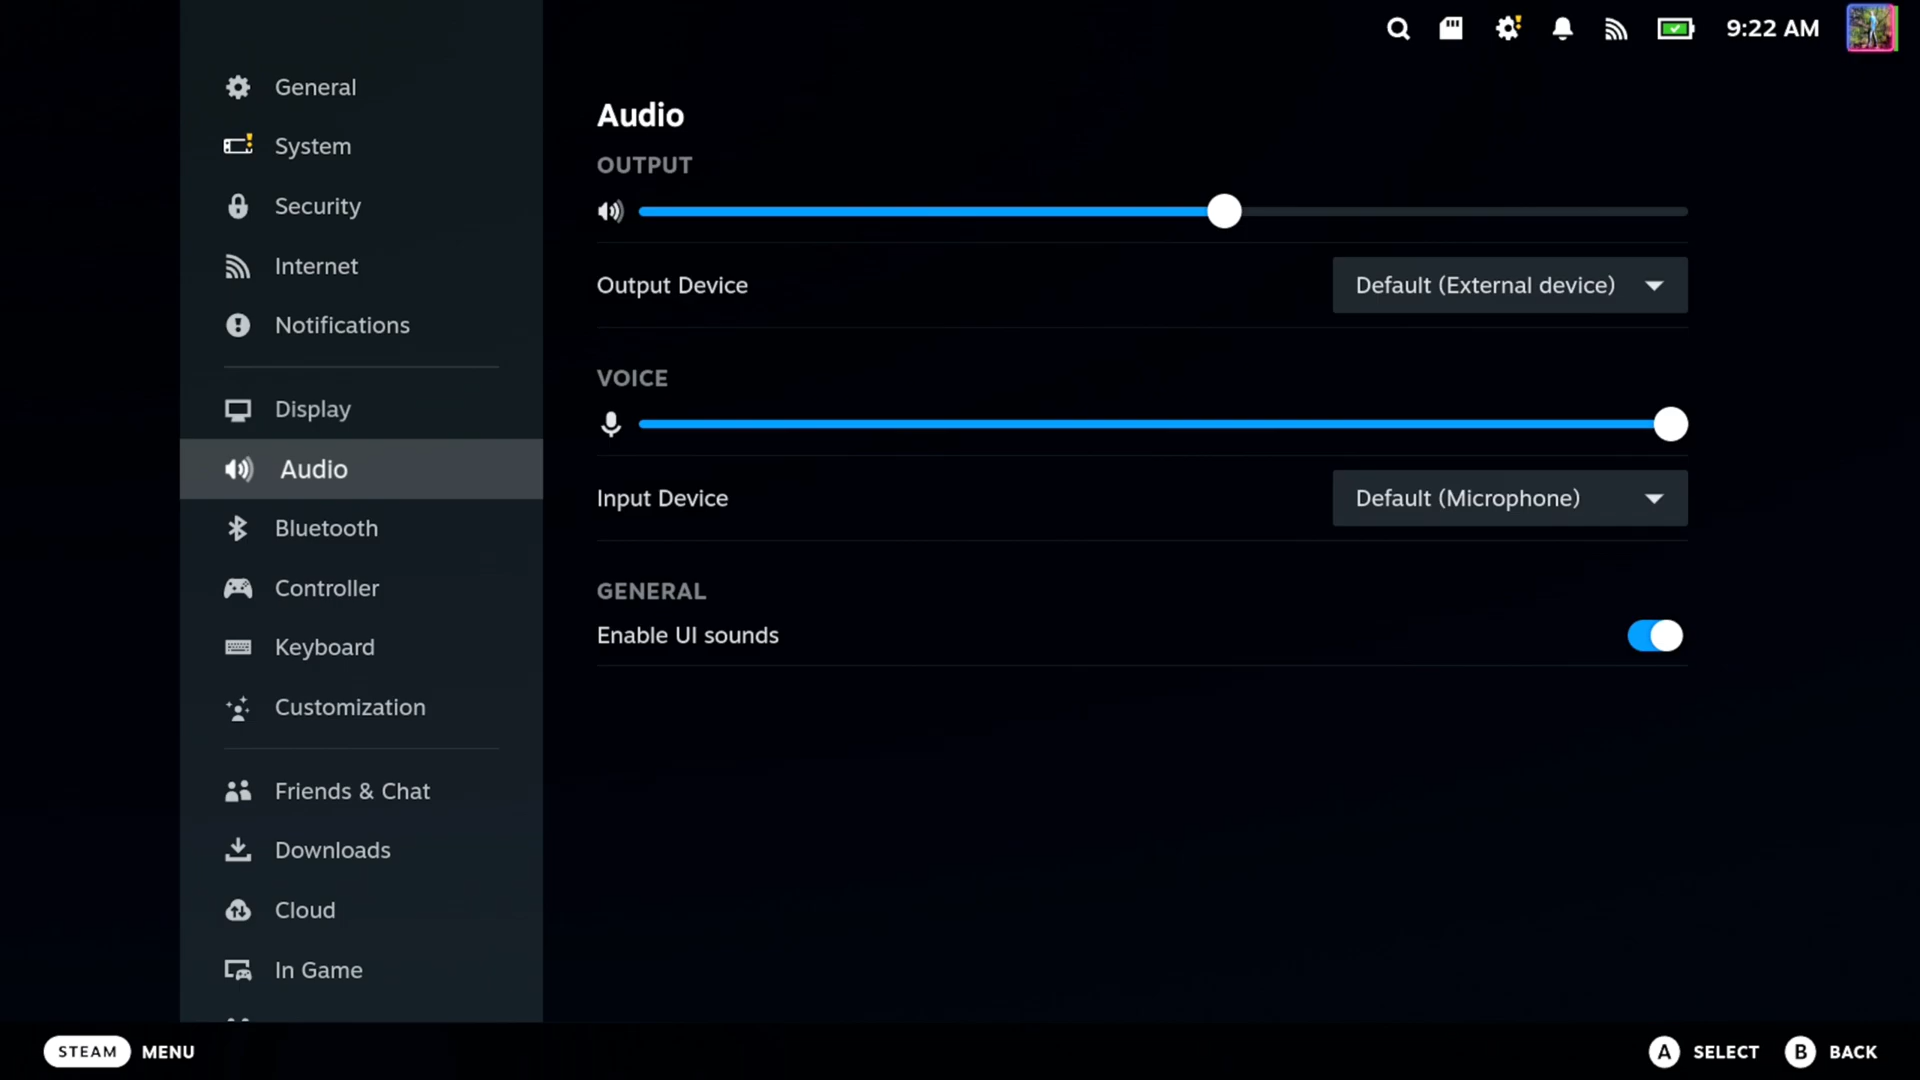 9:22 AM
General
System
Security
Internet
Notifications
Display
Audio
Bluetooth
Controller
Keyboard
Customization
Friends & Chat
Downloads
Cloud
In Game
Audio
OUTPUT
Output Device
Default (External device)
VOICE
Input Device
Default (Microphone)
GENERAL
Enable UI sounds
STEAM MENU
A SELECT B BACK